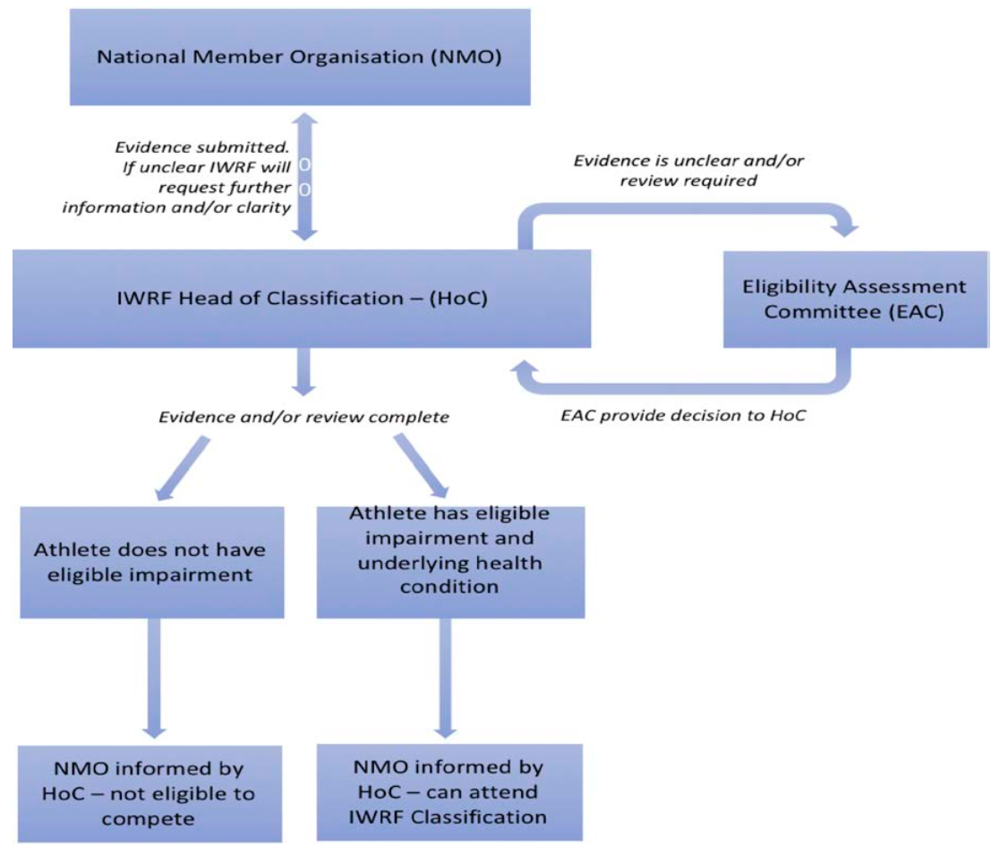 National Member Organisation (NMO)
Evidence submitted.
If unclear IWRF will
request further
information and/or clarity
0
0
Evidence is unclear and/or
review required
IWRF Head of Classification – (HoC)
Eligibility Assessment
Committee (EAC)
Evidence and/or review complete
EAC provide decision to HoC
Athlete does not have
eligible impairment
Athlete has eligible
impairment and
underlying health
condition
NMO informed by
HoC – not eligible to
compete
NMO informed by
HoC – can attend
IWRF Classification